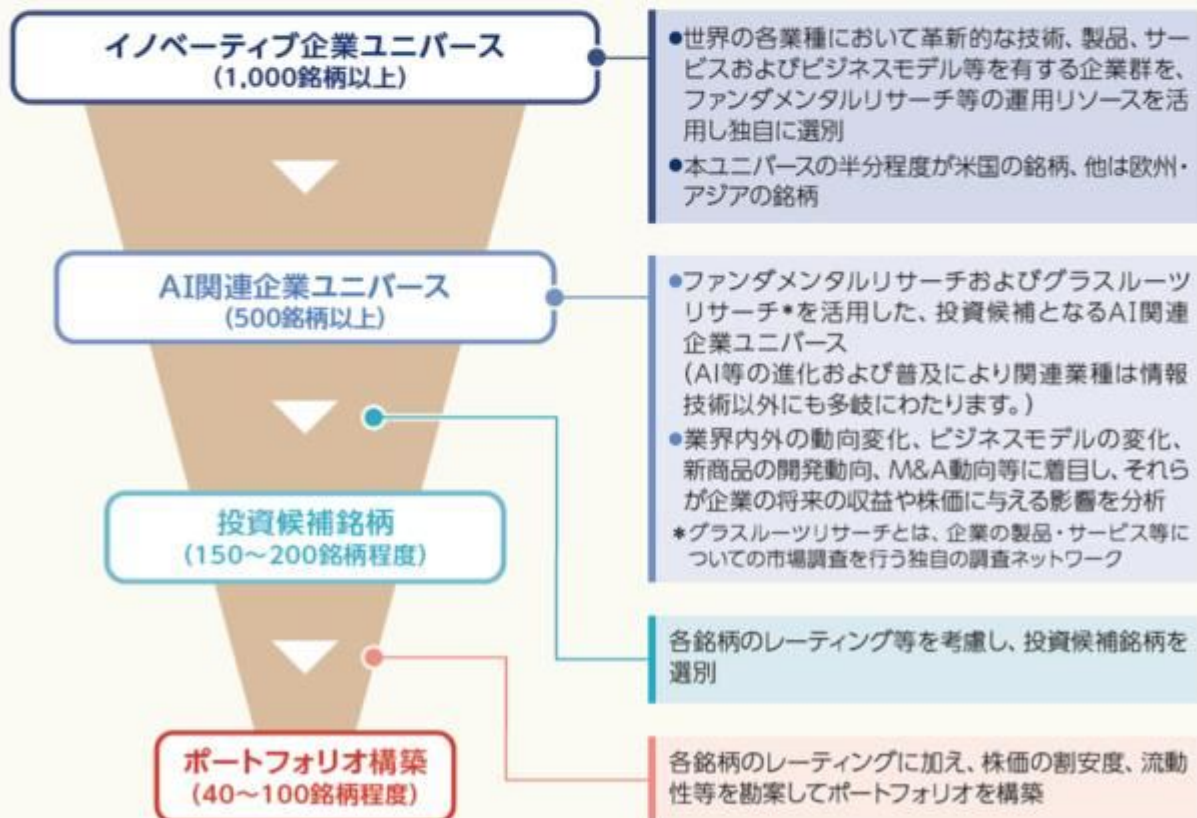 イノベーティブ企業ユニバース
(1,000銘柄以上)
●世界の各業種において革新的な技術、製品、サー
ビスおよびビジネスモデル等を有する企業群を、
ファンダメンタルリサーチ等の運用リソースを活
用し独自に選別
●本ユニバースの半分程度が米国の銘柄、他は欧州・
アジアの銘柄
AI関連企業ユニバース
(500銘柄以上)
●ファンダメンタルリサーチおよびグラスルーツ
リサーチ*を活用した、投資候補となるAI関連
企業ユニバース
(AI等の進化および普及により関連業種は情報
技術以外にも多岐にわたります。)
●業界内外の動向変化、ビジネスモデルの変化、
新商品の開発動向、M&A動向等に着目し、それら
が企業の将来の収益や株価に与える影響を分析
*グラスルーツリサーチとは、企業の製品・サービス等に
ついての市場調査を行う独自の調査ネットワーク
投資候補銘柄
(150～200銘柄程度)
各銘柄のレーティング等を考慮し、投資候補銘柄を
選別
ポートフォリオ構築
(40～100銘柄程度)
各銘柄のレーティングに加え、株価の割安度、流動
性等を勘案してポートフォリオを構築